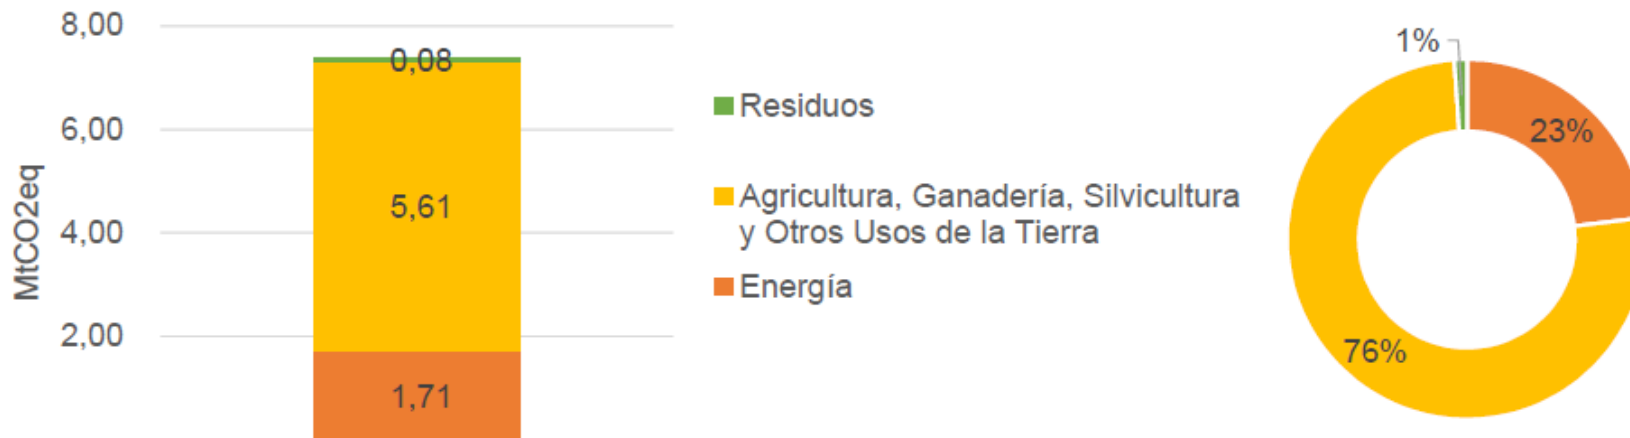 8,00
6,00
4,00
2,00
MtCO2eq
0,08
5,61
1,71
Residuos
Agricultura, Ganadería, Silvicultura
y Otros Usos de la Tierra
Energía
1%
23%
76%